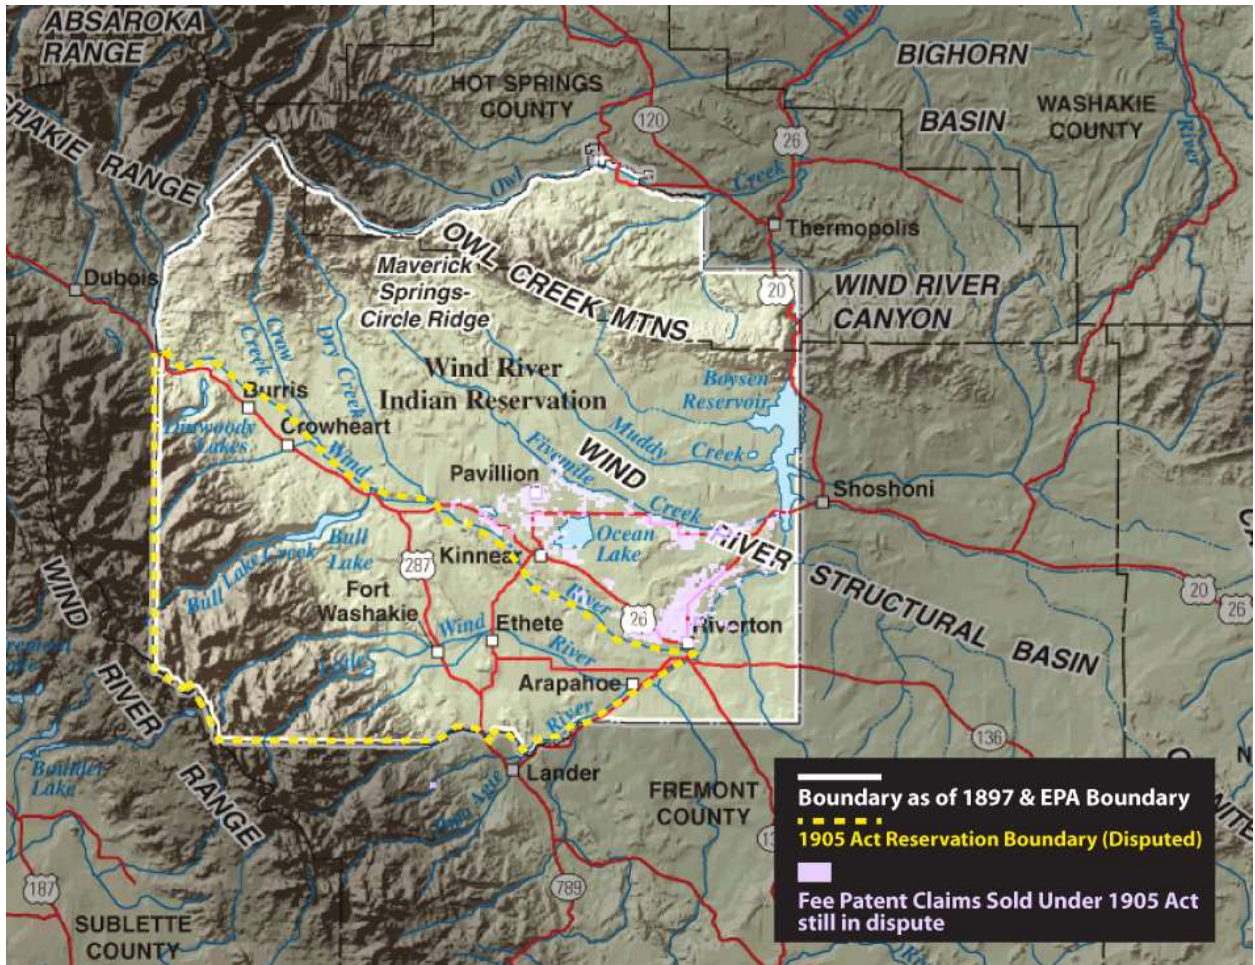 ABSAROKA
RANGE
HOT SPRINGS
COUNTY
BIGHORN
BASIN
WASHAKIE
COUNTY
120
26
River
RANGE
Owl
Creek
Thermopolis
Dubois
OWL CREEK MTNS
Maverick
Springs-
Circle Ridge
20
WIND RIVER
CANYON
Crow
Creek
Dry
Creek
Wind River
Indian Reservation
Boysen
Reservoir
Burris
Dinwoody
Lakes
Crowheart
Wind
Muddy
Creek
Fivemile
Creek
WIND
RIVER
STRUCTURAL
BASIN
Pavillion
Shoshoni
Bull
Lake
Bull Lake Creek
Kinnear
Ocean
Lake
287
Fort
Washakie
River
26
Riverton
20
26
Wind
Ethete
River
Arapahoe
River
WIND
RIVER
RANGE
136
Lander
Boulder
Lake
FREMONT
COUNTY
789
187
SUBLETTE
COUNTY
Boundary as of 1897 & EPA Boundary
1905 Act Reservation Boundary (Disputed)
Fee Patent Claims Sold Under 1905 Act
still in dispute